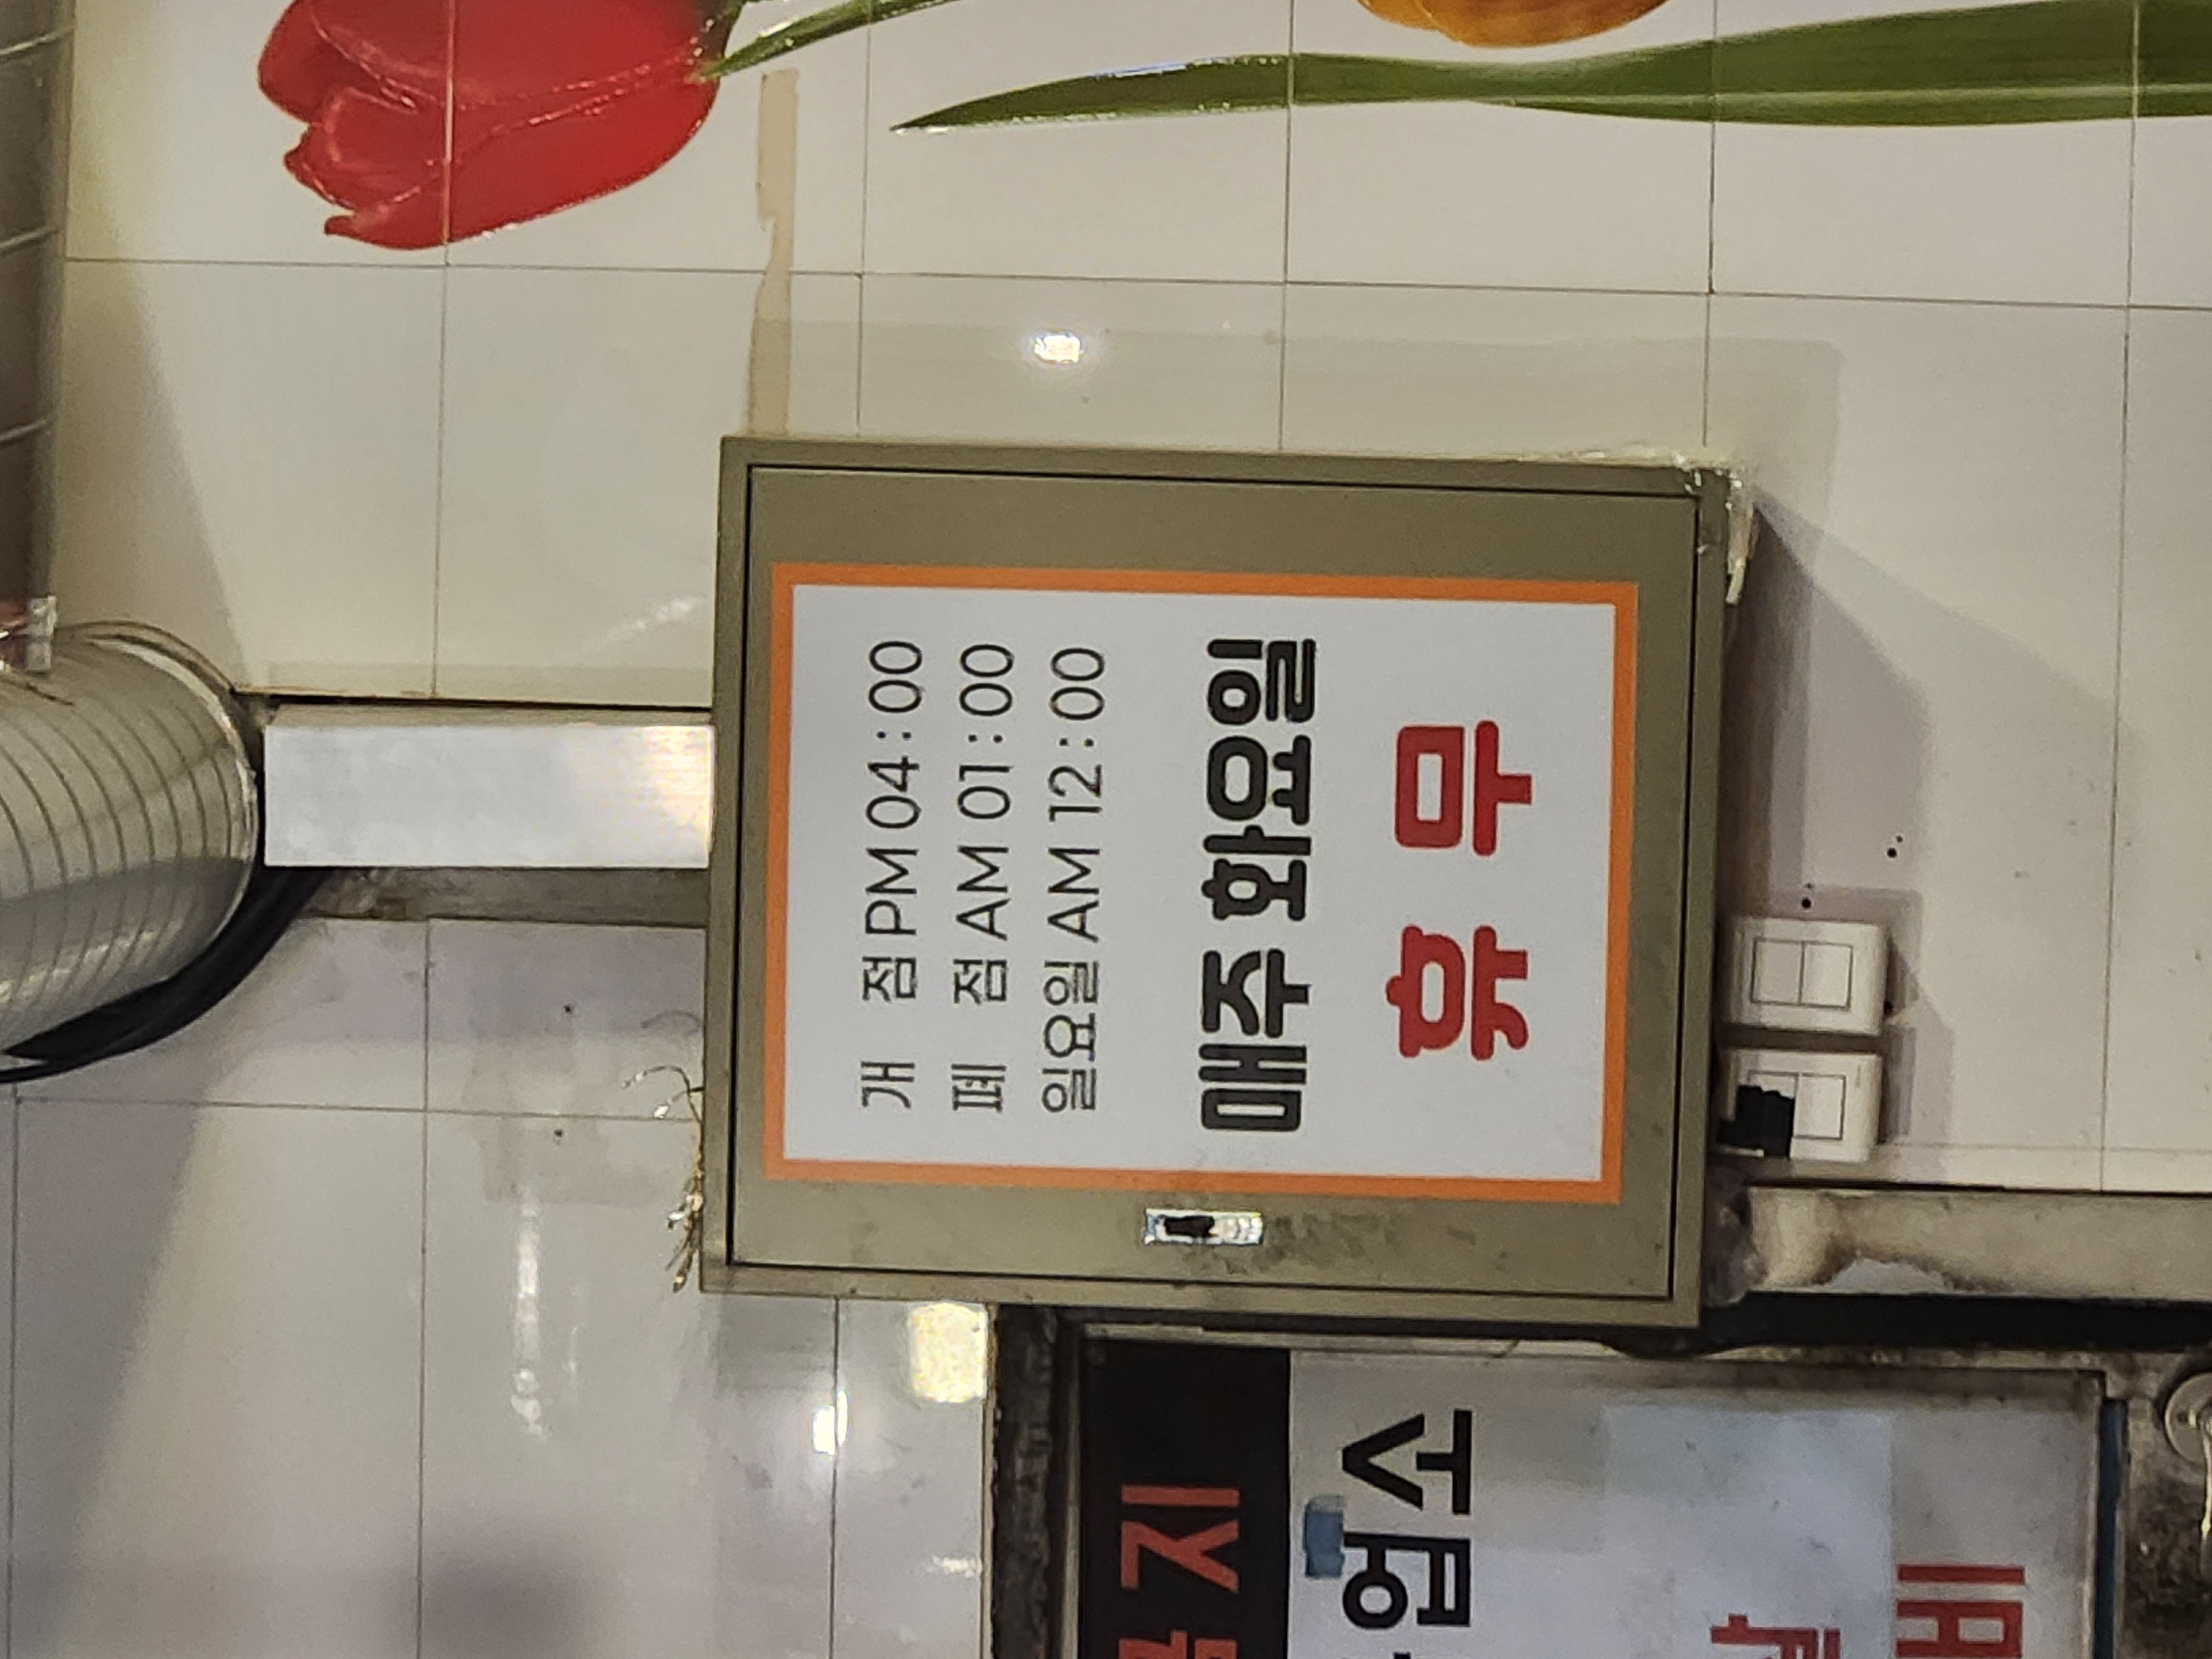 개 점 PM 04:00
폐 점 AM 01:00
일요일 AM 12:00
매주 화요일
휴 무